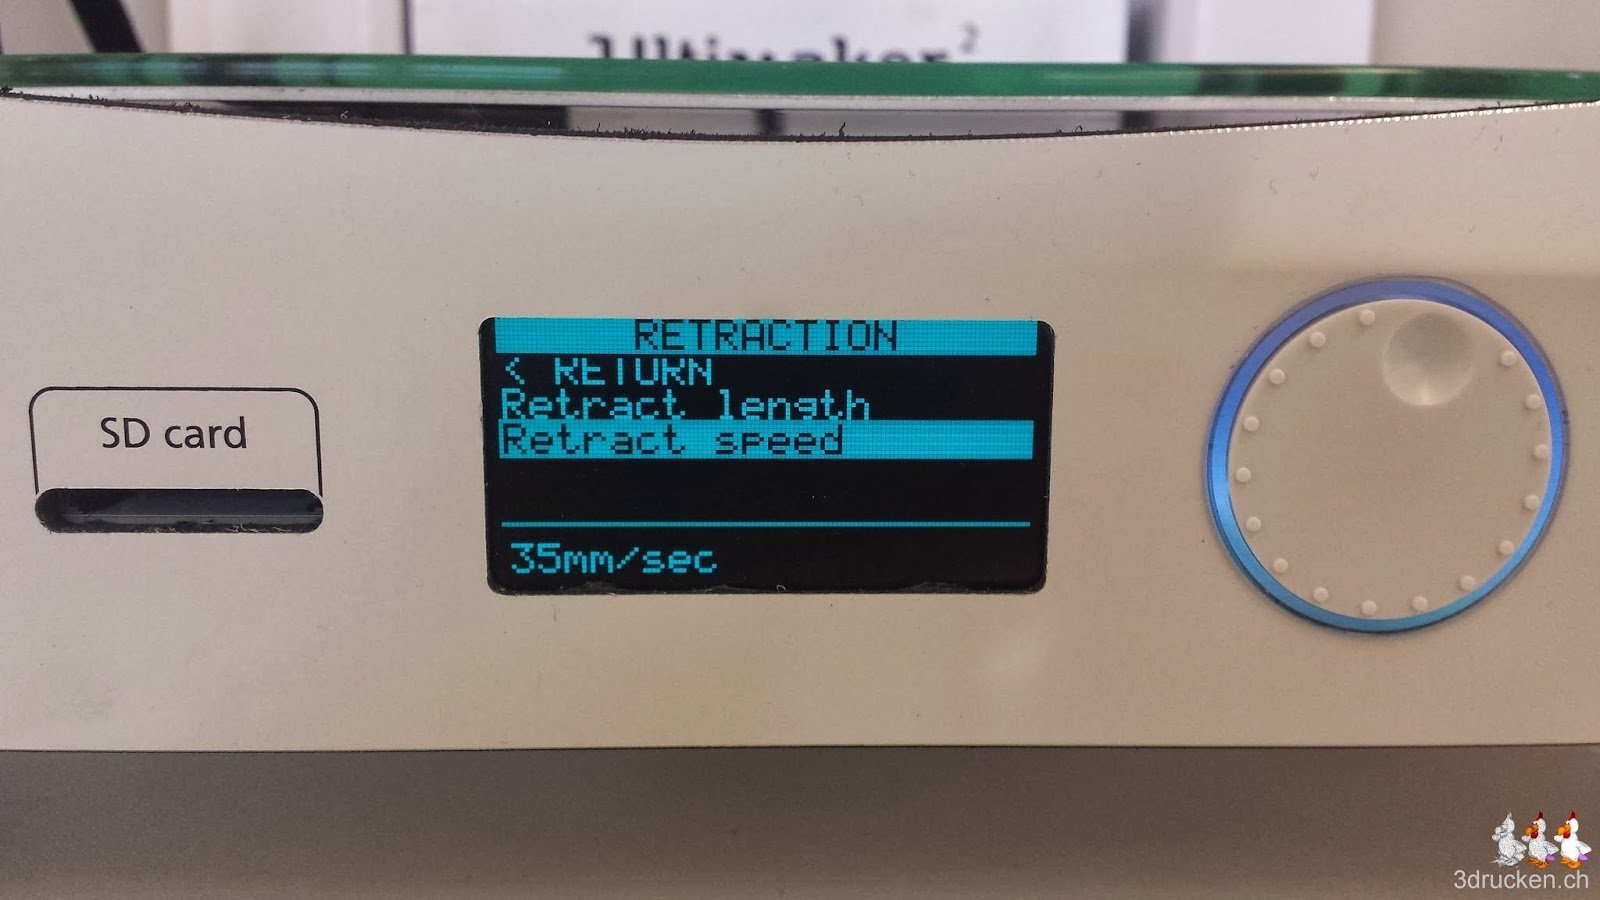 Ultimaker²
RETRACTION
< RETURN
Retract length
Retract speed
35mm/sec
SD card
3drucken.ch